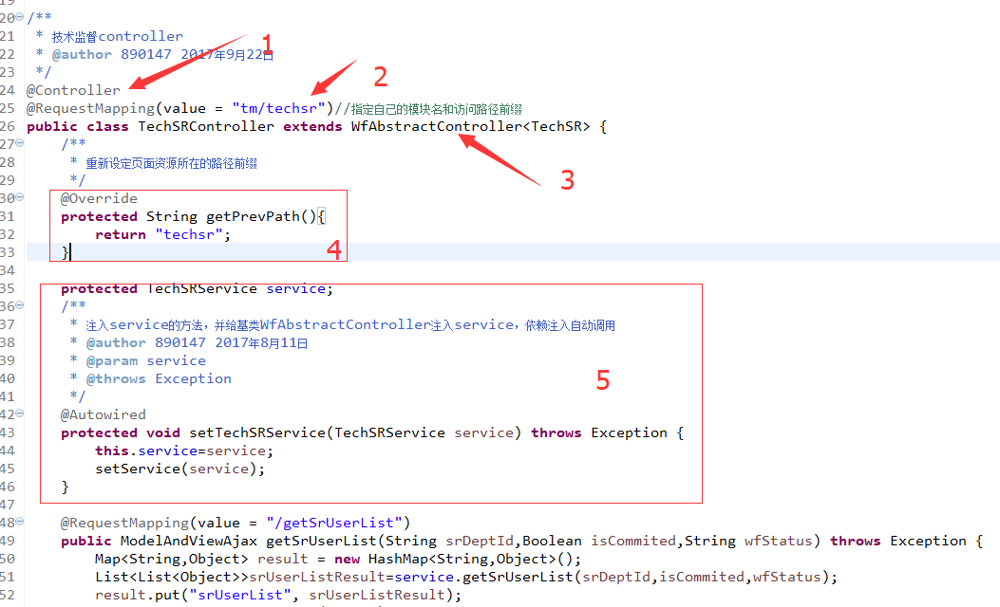 19
20 /**
21 * 技术监督controller
22 * @author 890147 2017年9月22日
23 */
24 @Controller
25 @RequestMapping(value = "tm/techsr")//指定自己的模块名和访问路径前缀
26 public class TechSRController extends WfAbstractController<TechSR> {
27 /**
28 * 重新设定页面资源所在的路径前缀
29 */
30 @Override
31 protected String getPrevPath(){
32 return "techsr";
33 }
34
35 protected TechSRService service;
36 /**
37 * 注入service的方法，并给基类WfAbstractController注入service，依赖注入自动调用
38 * @author 890147 2017年8月11日
39 * @param service
40 * @throws Exception
41 */
42 @Autowired
43 protected void setTechSRService(TechSRService service) throws Exception {
44 this.service=service;
45 setService(service);
46 }
47
48 @RequestMapping(value = "/getSrUserList")
49 public ModelAndViewAjax getSrUserList(String srDeptId,Boolean isCommited,String wfStatus) throws Exception {
50 Map<String,Object> result = new HashMap<String,Object>();
51 List<List<Object>>srUserListResult=service.getSrUserList(srDeptId,isCommited,wfStatus);
52 result.put("srUserList", srUserListResult);
1
2
3
4
5